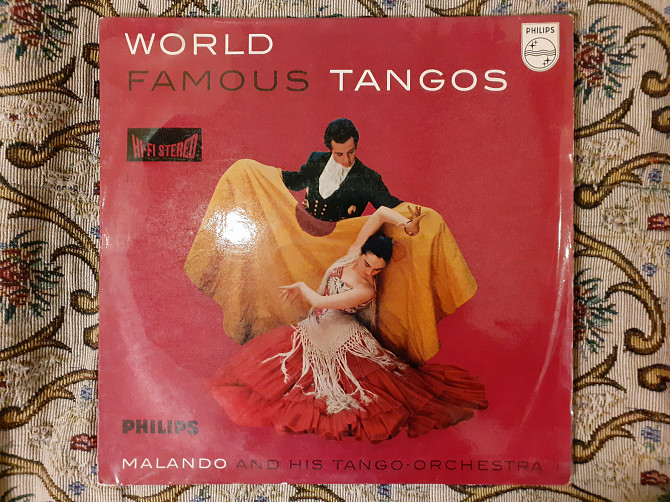 WORLD
FAMOUS TANGOS
PHILIPS
HI-FI STEREO
PHILIPS
MALANDO AND HIS TANGO-ORCHESTRA